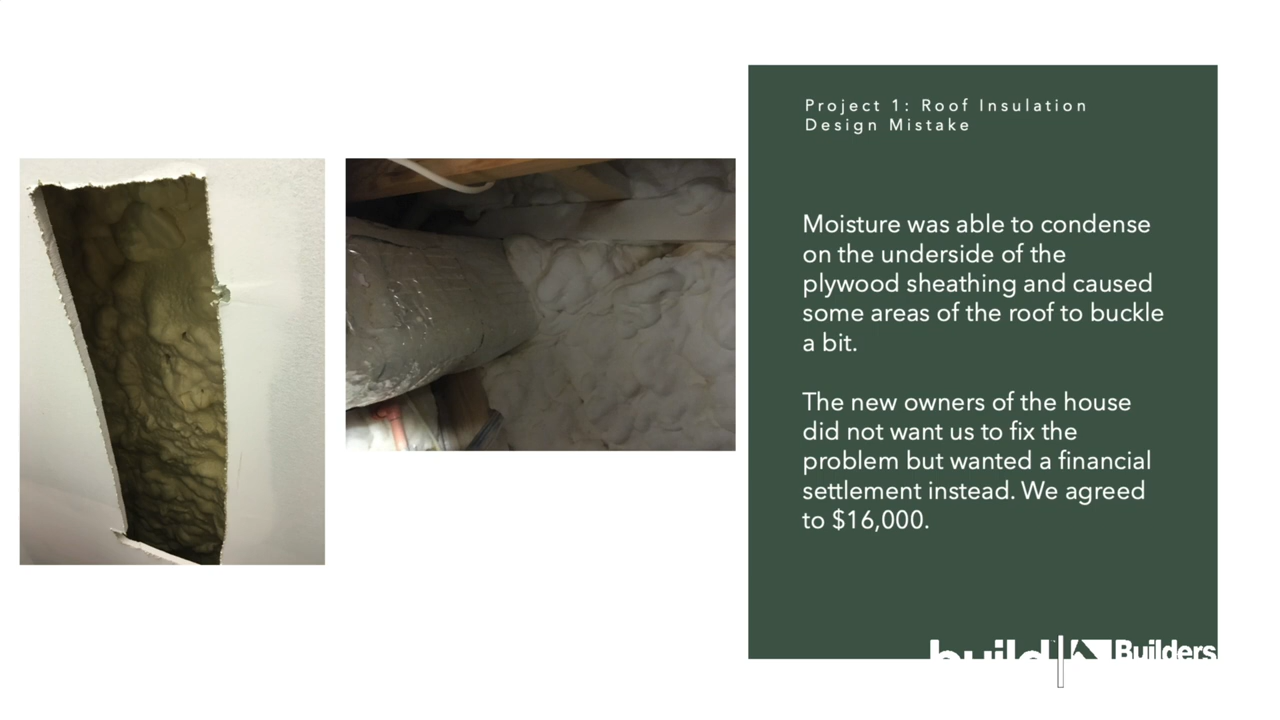 Project 1: Roof Insulation
Design Mistake
Moisture was able to condense
on the underside of the
plywood sheathing and caused
some areas of the roof to buckle
a bit.
The new owners of the house
did not want us to fix the
problem but wanted a financial
settlement instead. We agreed
to $16,000.
build
Builders